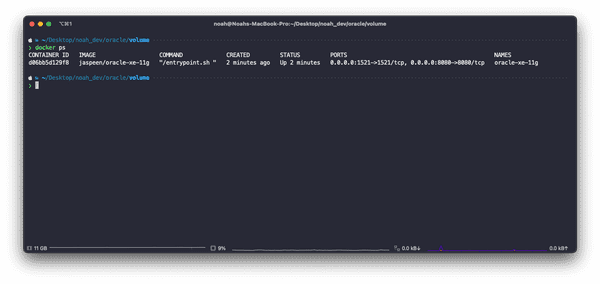 ⌥⌘1
noah@Noahs-MacBook-Pro:~/Desktop/noah_dev/oracle/volume
~/Desktop/noah_dev/oracle/volume
❯ docker ps
CONTAINER ID IMAGE COMMAND CREATED STATUS PORTS NAMES
d06bb5d129f8 jaspeen/oracle-xe-11g "/entrypoint.sh " 2 minutes ago Up 2 minutes 0.0.0.0:1521->1521/tcp, 0.0.0.0:8080->8080/tcp oracle-xe-11g
~/Desktop/noah_dev/oracle/volume
❯
11 GB 9% 0.0 kB↓ 0.0 kB↑